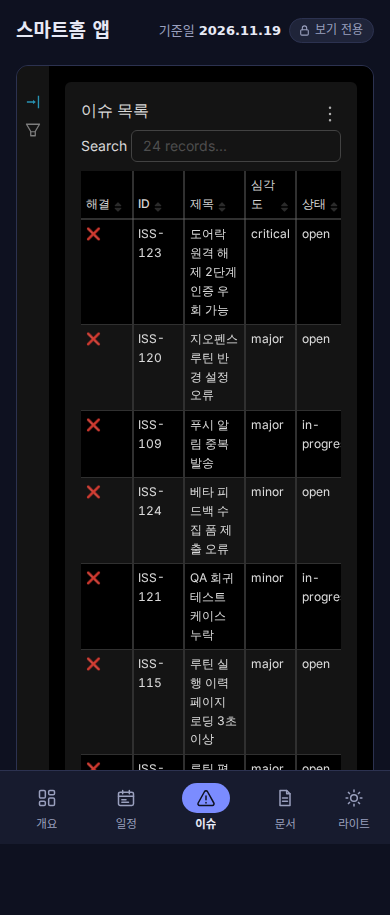 스마트홈 앱
기준일 2026.11.19
보기 전용
이슈 목록
Search 24 records...
해결 ID 제목 심각도 상태
❌ ISS-123 도어락 원격 해제 2단계 인증 우회 가능 critical open
❌ ISS-120 지오펜스 루틴 반경 설정 오류 major open
❌ ISS-109 푸시 알림 중복 발송 major in-progre
❌ ISS-124 베타 피드백 수집 폼 제출 오류 minor open
❌ ISS-121 QA 회귀 테스트 케이스 누락 minor in-progre
❌ ISS-115 루틴 실행 이력 페이지 로딩 3초 이상 major open
❌ ISS- 루틴 편 major open
개요 일정 이슈 문서 라이트